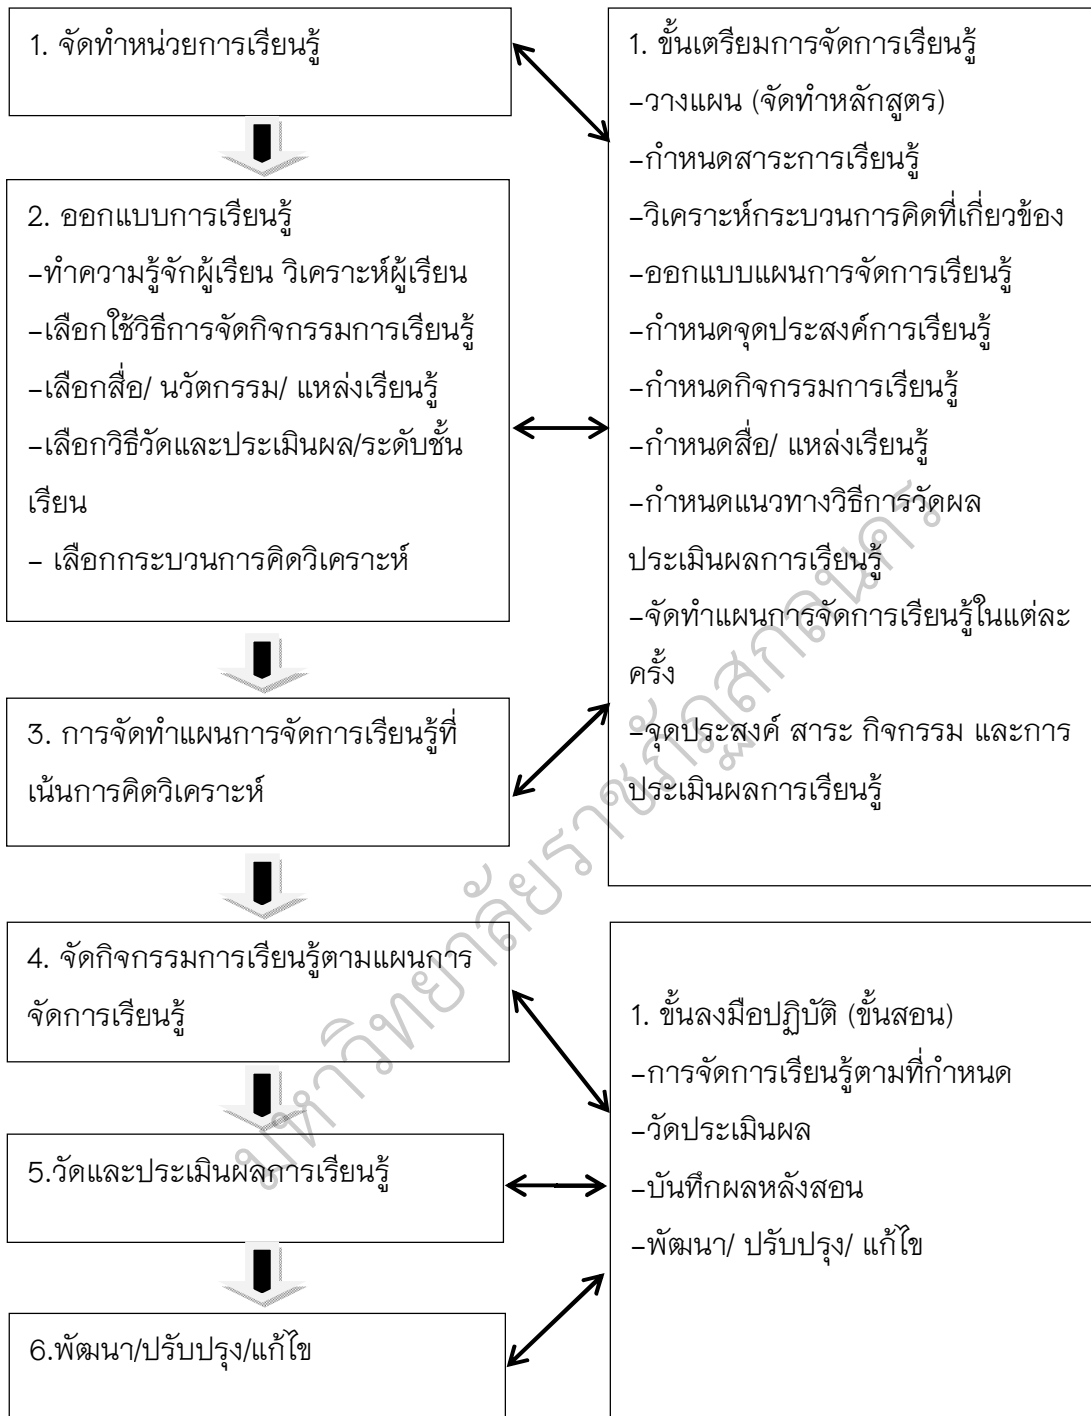 1. จัดทำหน่วยการเรียนรู้
2. ออกแบบการเรียนรู้
-ทำความรู้จักผู้เรียน วิเคราะห์ผู้เรียน
-เลือกใช้วิธีการจัดกิจกรรมการเรียนรู้
-เลือกสื่อ/ นวัตกรรม/ แหล่งเรียนรู้
-เลือกวิธีวัดและประเมินผล/ระดับชั้น
เรียน
- เลือกกระบวนการคิดวิเคราะห์
3. การจัดทำแผนการจัดการเรียนรู้ที่
เน้นการคิดวิเคราะห์
4. จัดกิจกรรมการเรียนรู้ตามแผนการ
จัดการเรียนรู้
5.วัดและประเมินผลการเรียนรู้
6.พัฒนา/ปรับปรุง/แก้ไข
1. ขั้นเตรียมการจัดการเรียนรู้
-วางแผน (จัดทำหลักสูตร)
-กำหนดสาระการเรียนรู้
-วิเคราะห์กระบวนการคิดที่เกี่ยวข้อง
-ออกแบบแผนการจัดการเรียนรู้
-กำหนดจุดประสงค์การเรียนรู้
-กำหนดกิจกรรมการเรียนรู้
-กำหนดสื่อ/ แหล่งเรียนรู้
-กำหนดแนวทางวิธีการวัดผล
ประเมินผลการเรียนรู้
-จัดทำแผนการจัดการเรียนรู้ในแต่ละ
ครั้ง
-จุดประสงค์ สาระ กิจกรรม และการ
ประเมินผลการเรียนรู้
1. ขั้นลงมือปฏิบัติ (ขั้นสอน)
-การจัดการเรียนรู้ตามที่กำหนด
-วัดประเมินผล
-บันทึกผลหลังสอน
-พัฒนา/ ปรับปรุง/ แก้ไข
มหาวิทยาลัยราชภัฏสกลนคร